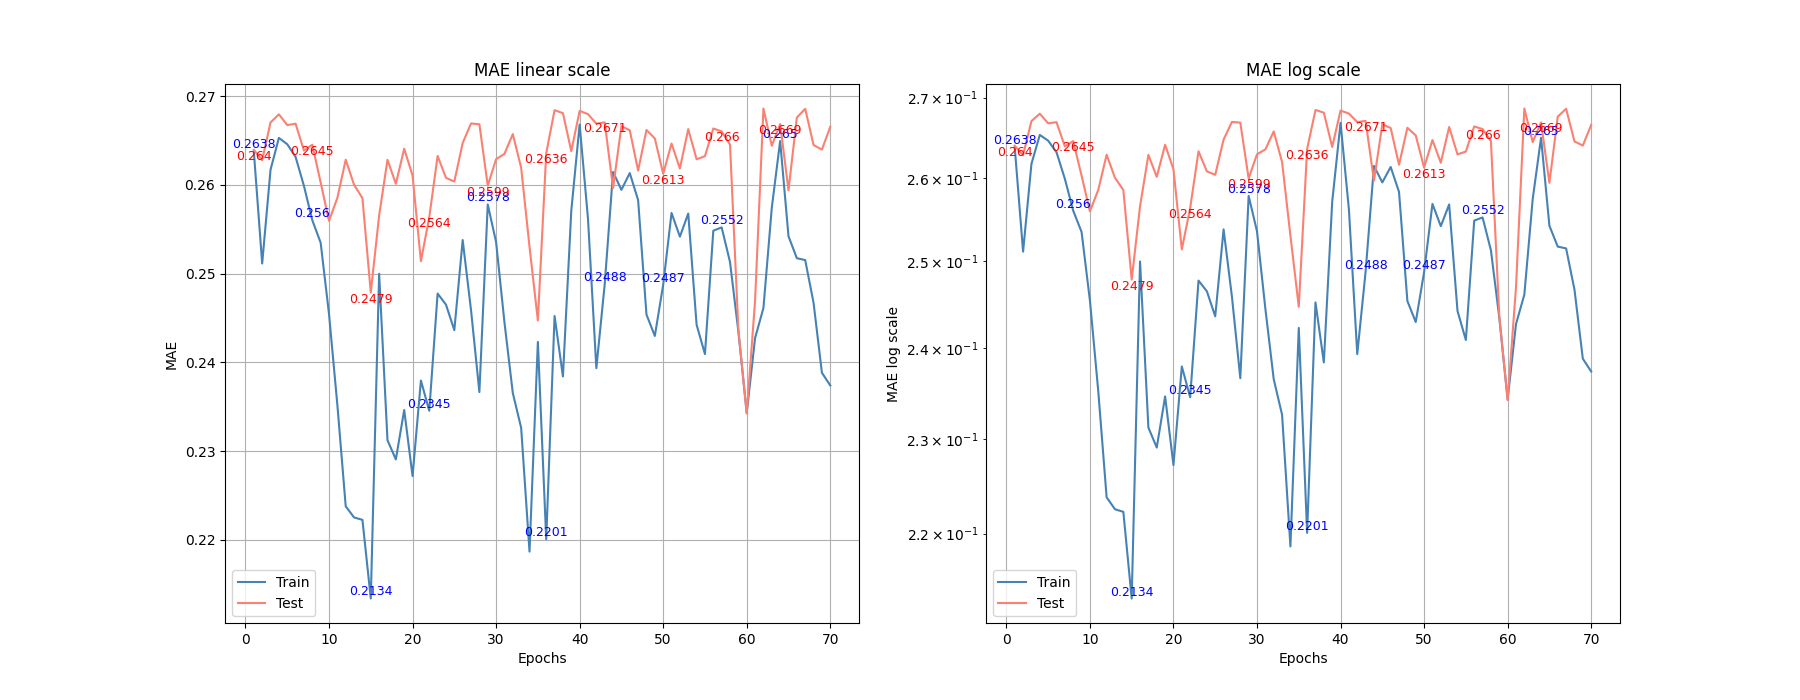 MAE linear scale
0.27
0.26
0.25
0.24
0.23
0.22
MAE
0.2638
0.264
0.256
0.2645
0.2134
0.2479
0.2345
0.2564
0.2578
0.2599
0.2201
0.2636
0.2488
0.2671
0.2487
0.2613
0.2552
0.266
0.265
0.2669
Train
Test
0 10 20 30 40 50 60 70
Epochs
MAE log scale
2.7 × 10⁻¹
2.6 × 10⁻¹
2.5 × 10⁻¹
2.4 × 10⁻¹
2.3 × 10⁻¹
2.2 × 10⁻¹
MAE log scale
0.2638
0.264
0.256
0.2645
0.2134
0.2479
0.2345
0.2564
0.2578
0.2599
0.2201
0.2636
0.2488
0.2671
0.2487
0.2613
0.2552
0.266
0.265
0.2669
Train
Test
0 10 20 30 40 50 60 70
Epochs